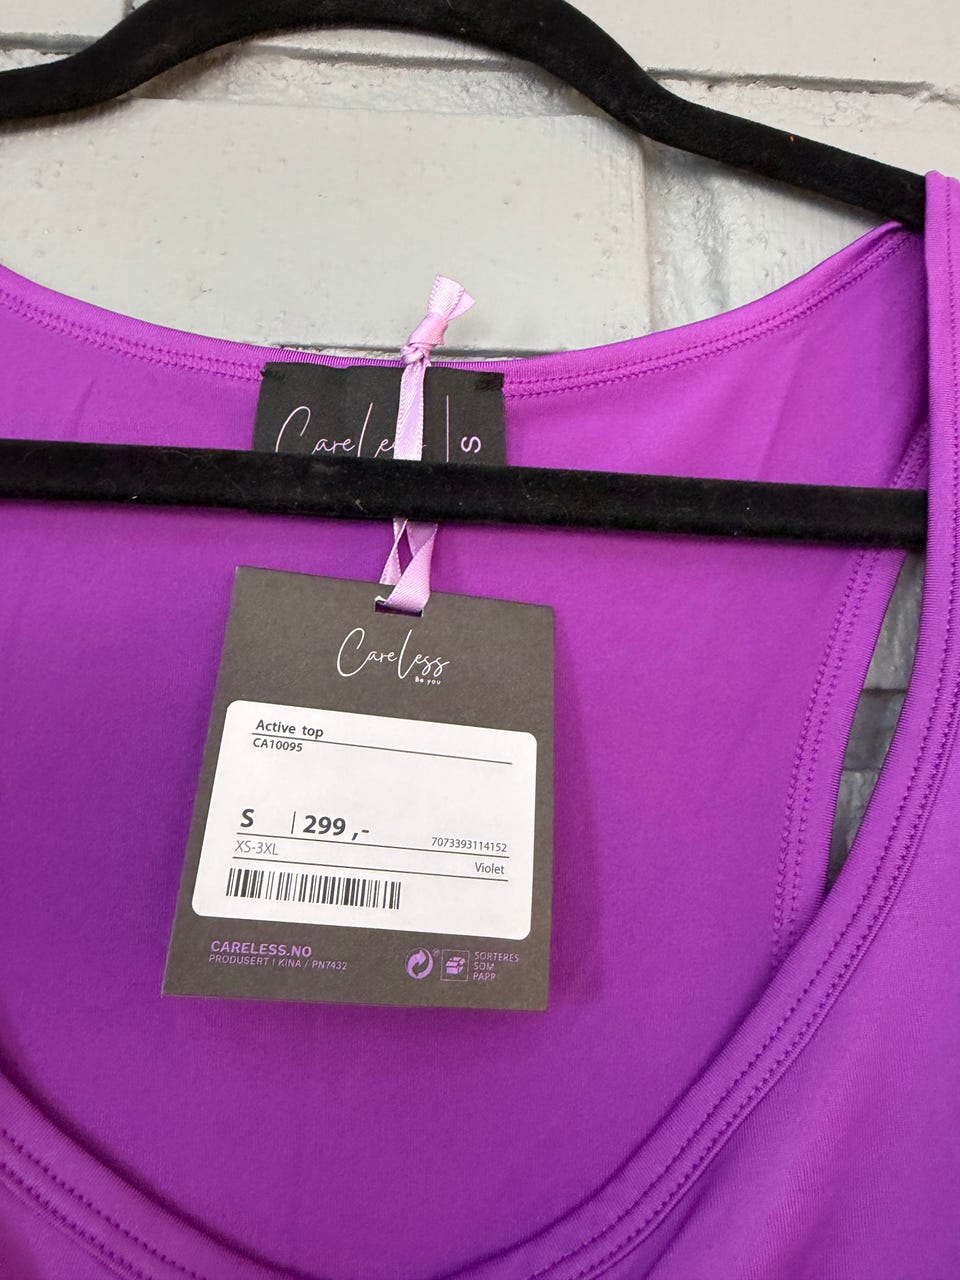 CareLess | S
CareLess
Be you
Active top
CA10095
S | 299,-
7073393114152
XS-3XL
Violet
CARELESS.NO
PRODUSERT I KINA / PN7432
SORTERES
SOM
PAPP